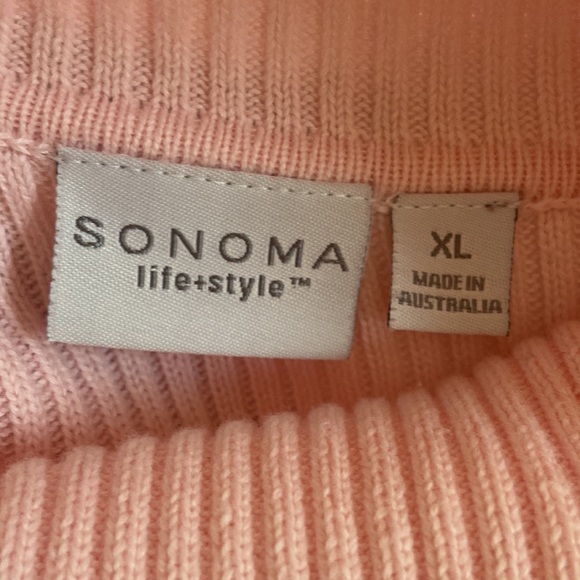 SONOMA
life+style™
XL
MADE IN
AUSTRALIA